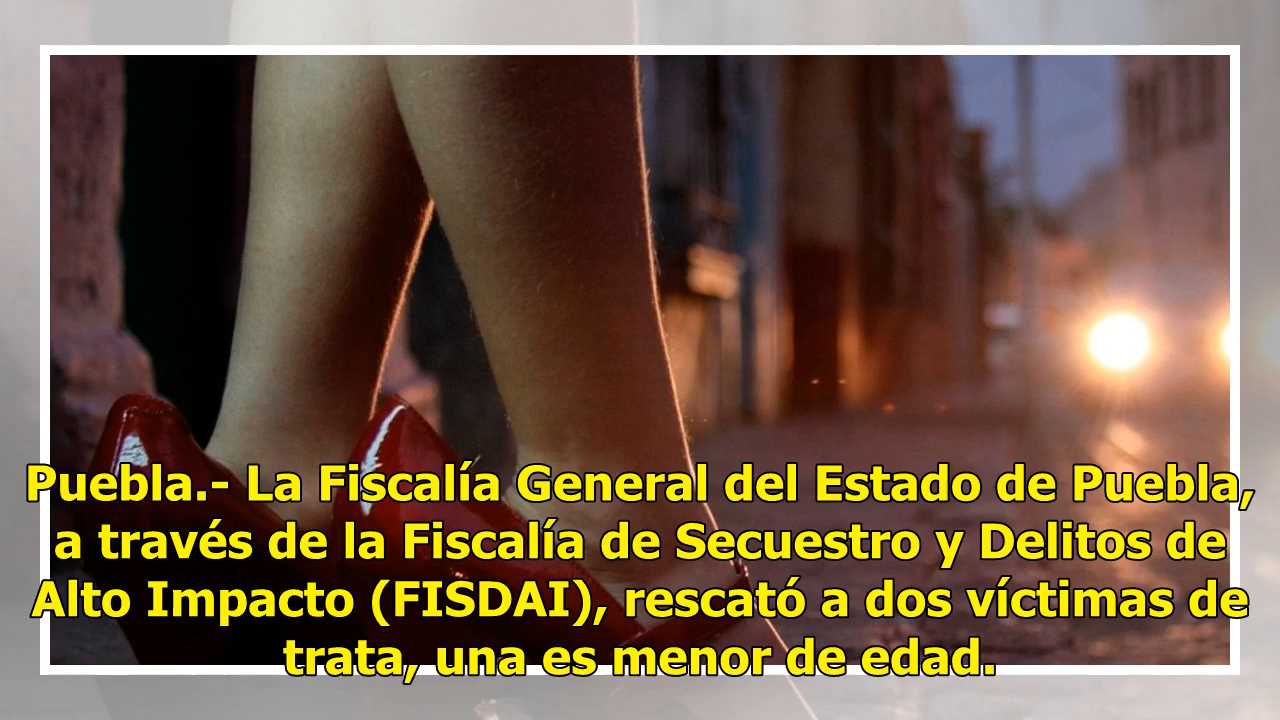 Puebla.- La Fiscalía General del Estado de Puebla,
a través de la Fiscalía de Secuestro y Delitos de
Alto Impacto (FISDAI), rescató a dos víctimas de
trata, una es menor de edad.